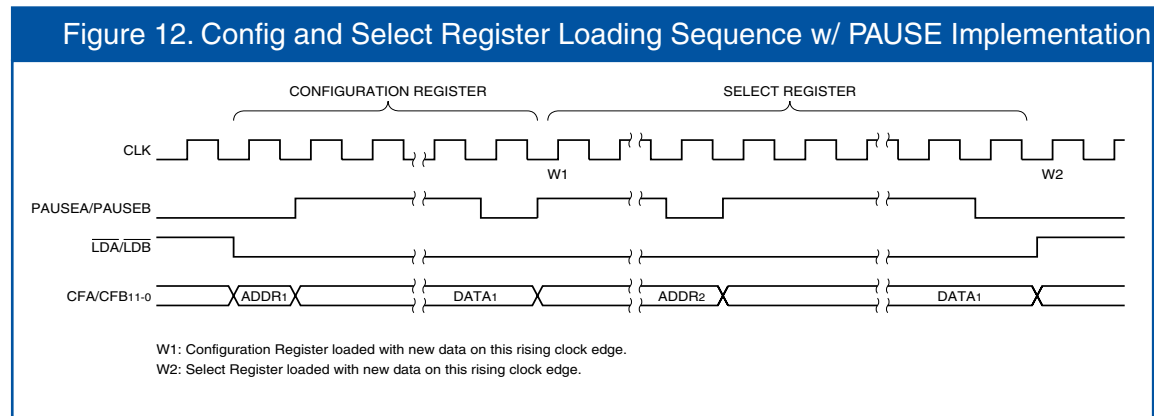 Figure 12. Config and Select Register Loading Sequence w/ PAUSE Implementation
CONFIGURATION REGISTER
SELECT REGISTER
CLK
W1
W2
PAUSEA/PAUSEB
LDA/LDB
CFA/CFB11-0
ADDR1
DATA1
ADDR2
DATA1
W1: Configuration Register loaded with new data on this rising clock edge.
W2: Select Register loaded with new data on this rising clock edge.